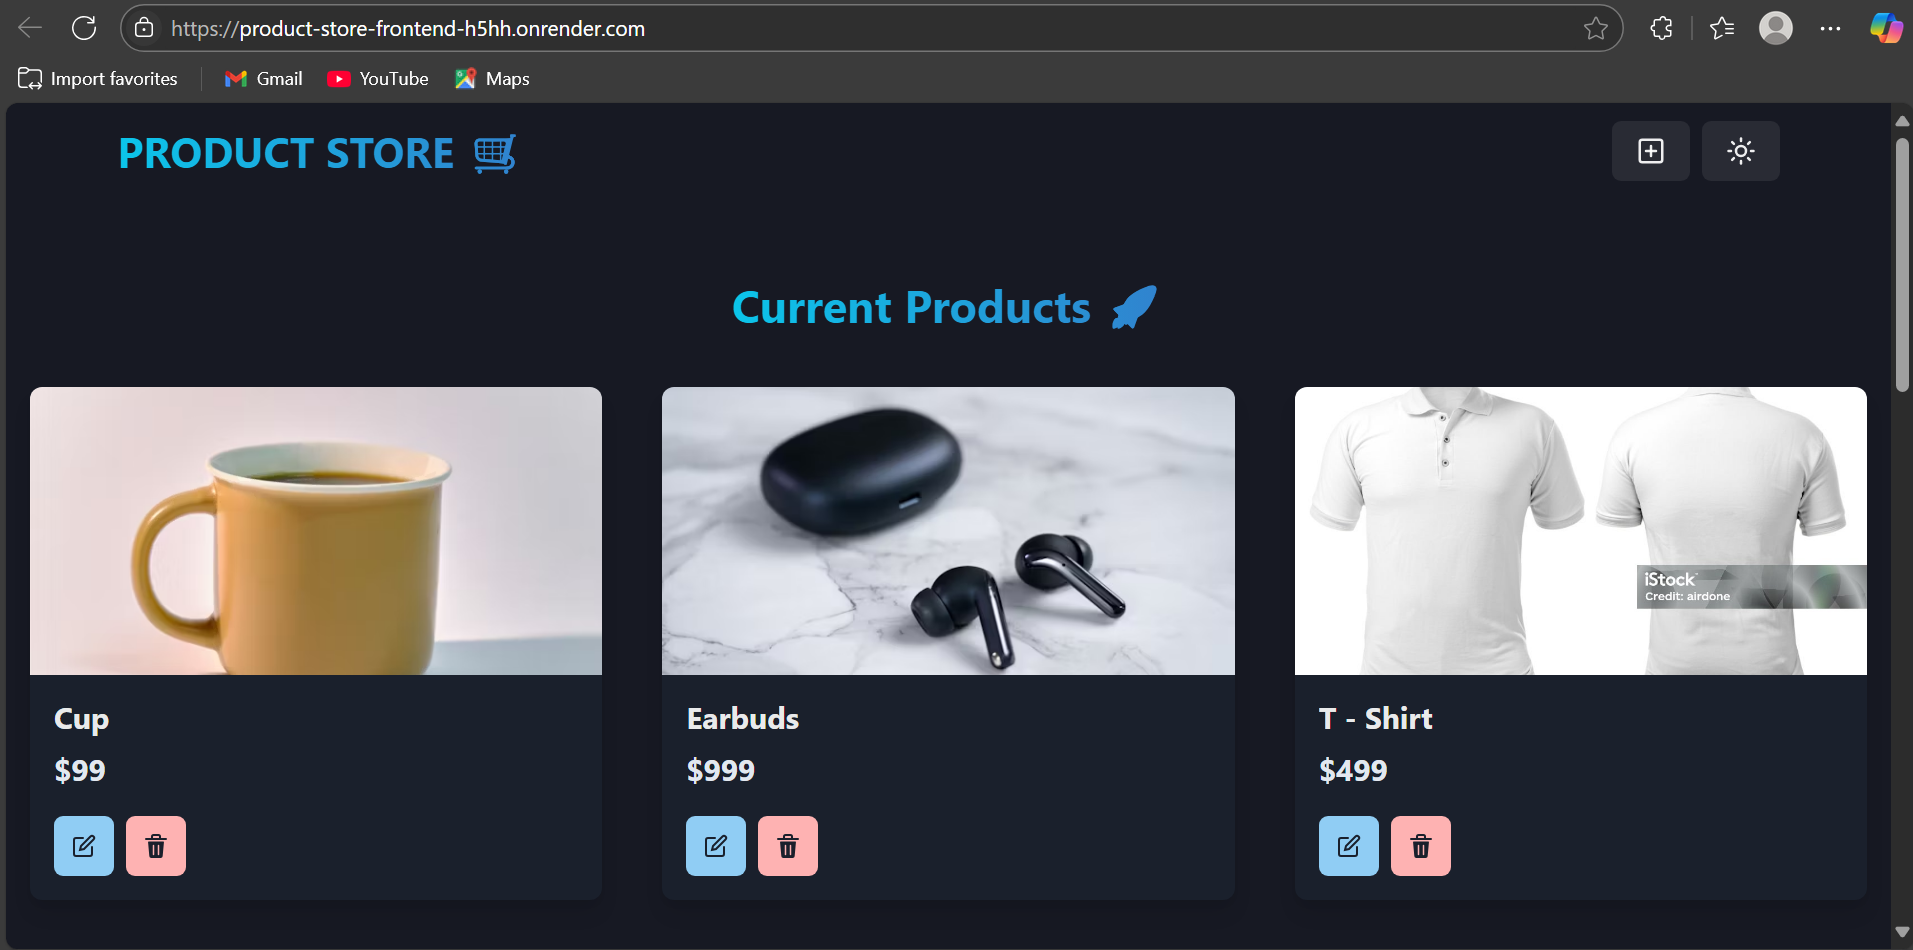 https://product-store-frontend-h5hh.onrender.com
Import favorites
Gmail
YouTube
Maps
PRODUCT STORE
Current Products
iStock
Credit: airdone
Cup
$99
Earbuds
$999
T - Shirt
$499